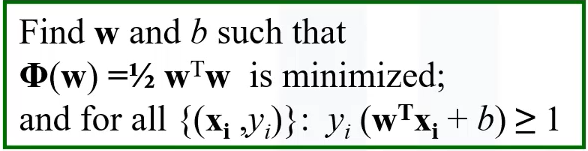 Find w and b such that
Φ(w) =½ wᵀw is minimized;
and for all {(xᵢ ,yᵢ)}: yᵢ (wᵀxᵢ + b) ≥ 1